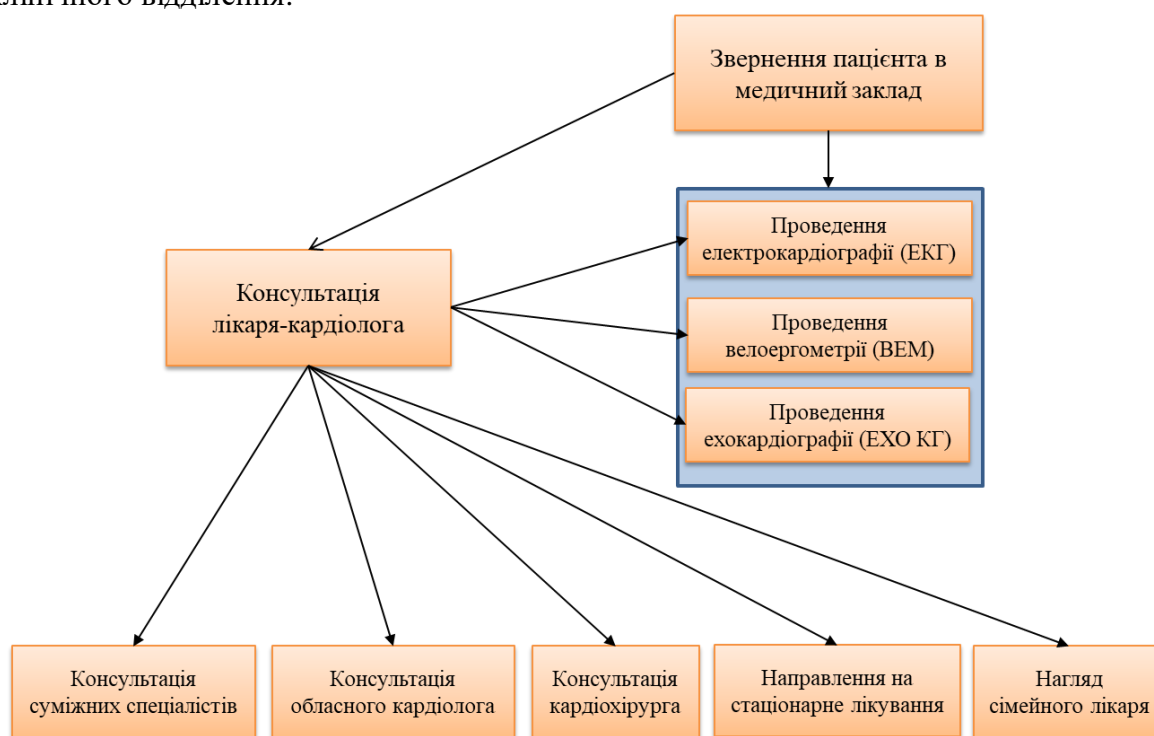 відділення.
Звернення пацієнта в
медичний заклад
Проведення
електрокардіографії (ЕКГ)
Консультація
лікаря-кардіолога
Проведення
велоергометрії (ВЕМ)
Проведення
ехокардіографії (ЕХО КГ)
Консультація
суміжних спеціалістів
Консультація
обласного кардіолога
Консультація
кардіохірурга
Направлення на
стаціонарне лікування
Нагляд
сімейного лікаря